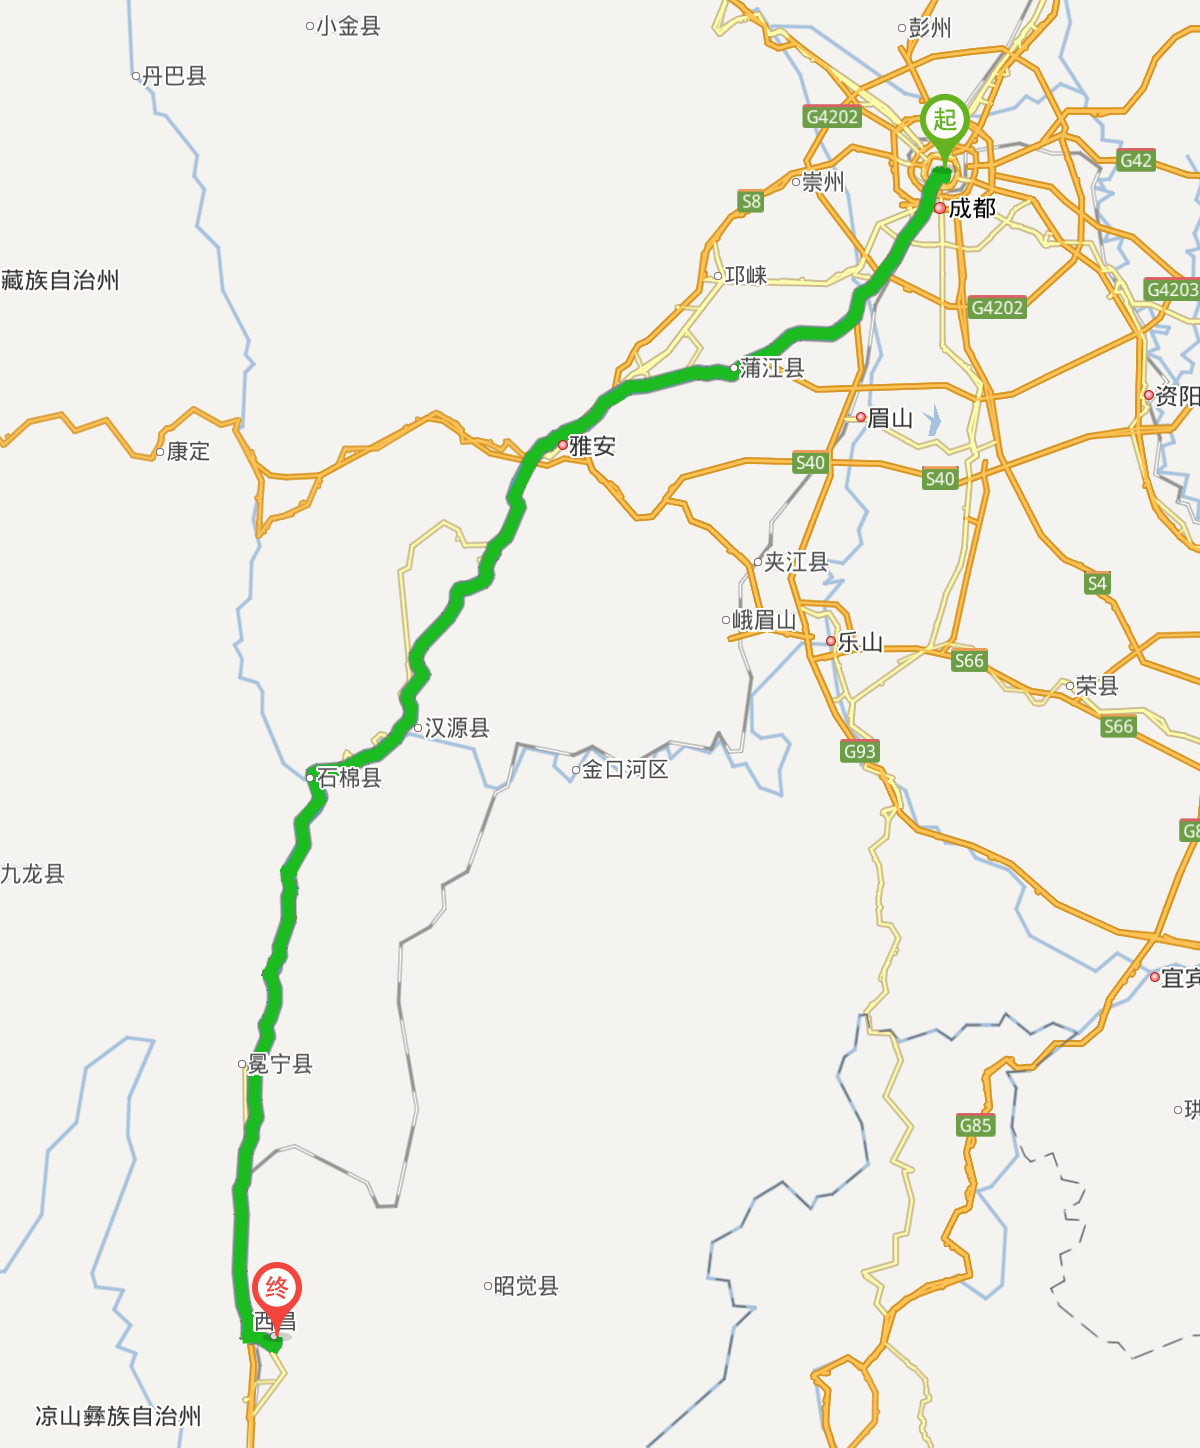 小金县
彭州
丹巴县
G4202
起
G42
崇州
S8
成都
邛崃
藏族自治州
G4203
G4202
蒲江县
资阳
眉山
雅安
康定
S40
S40
夹江县
S4
峨眉山
乐山
S66
荣县
汉源县
S66
G93
金口河区
石棉县
九龙县
宜宾
冕宁县
G85
珙
终
昭觉县
西昌
凉山彝族自治州